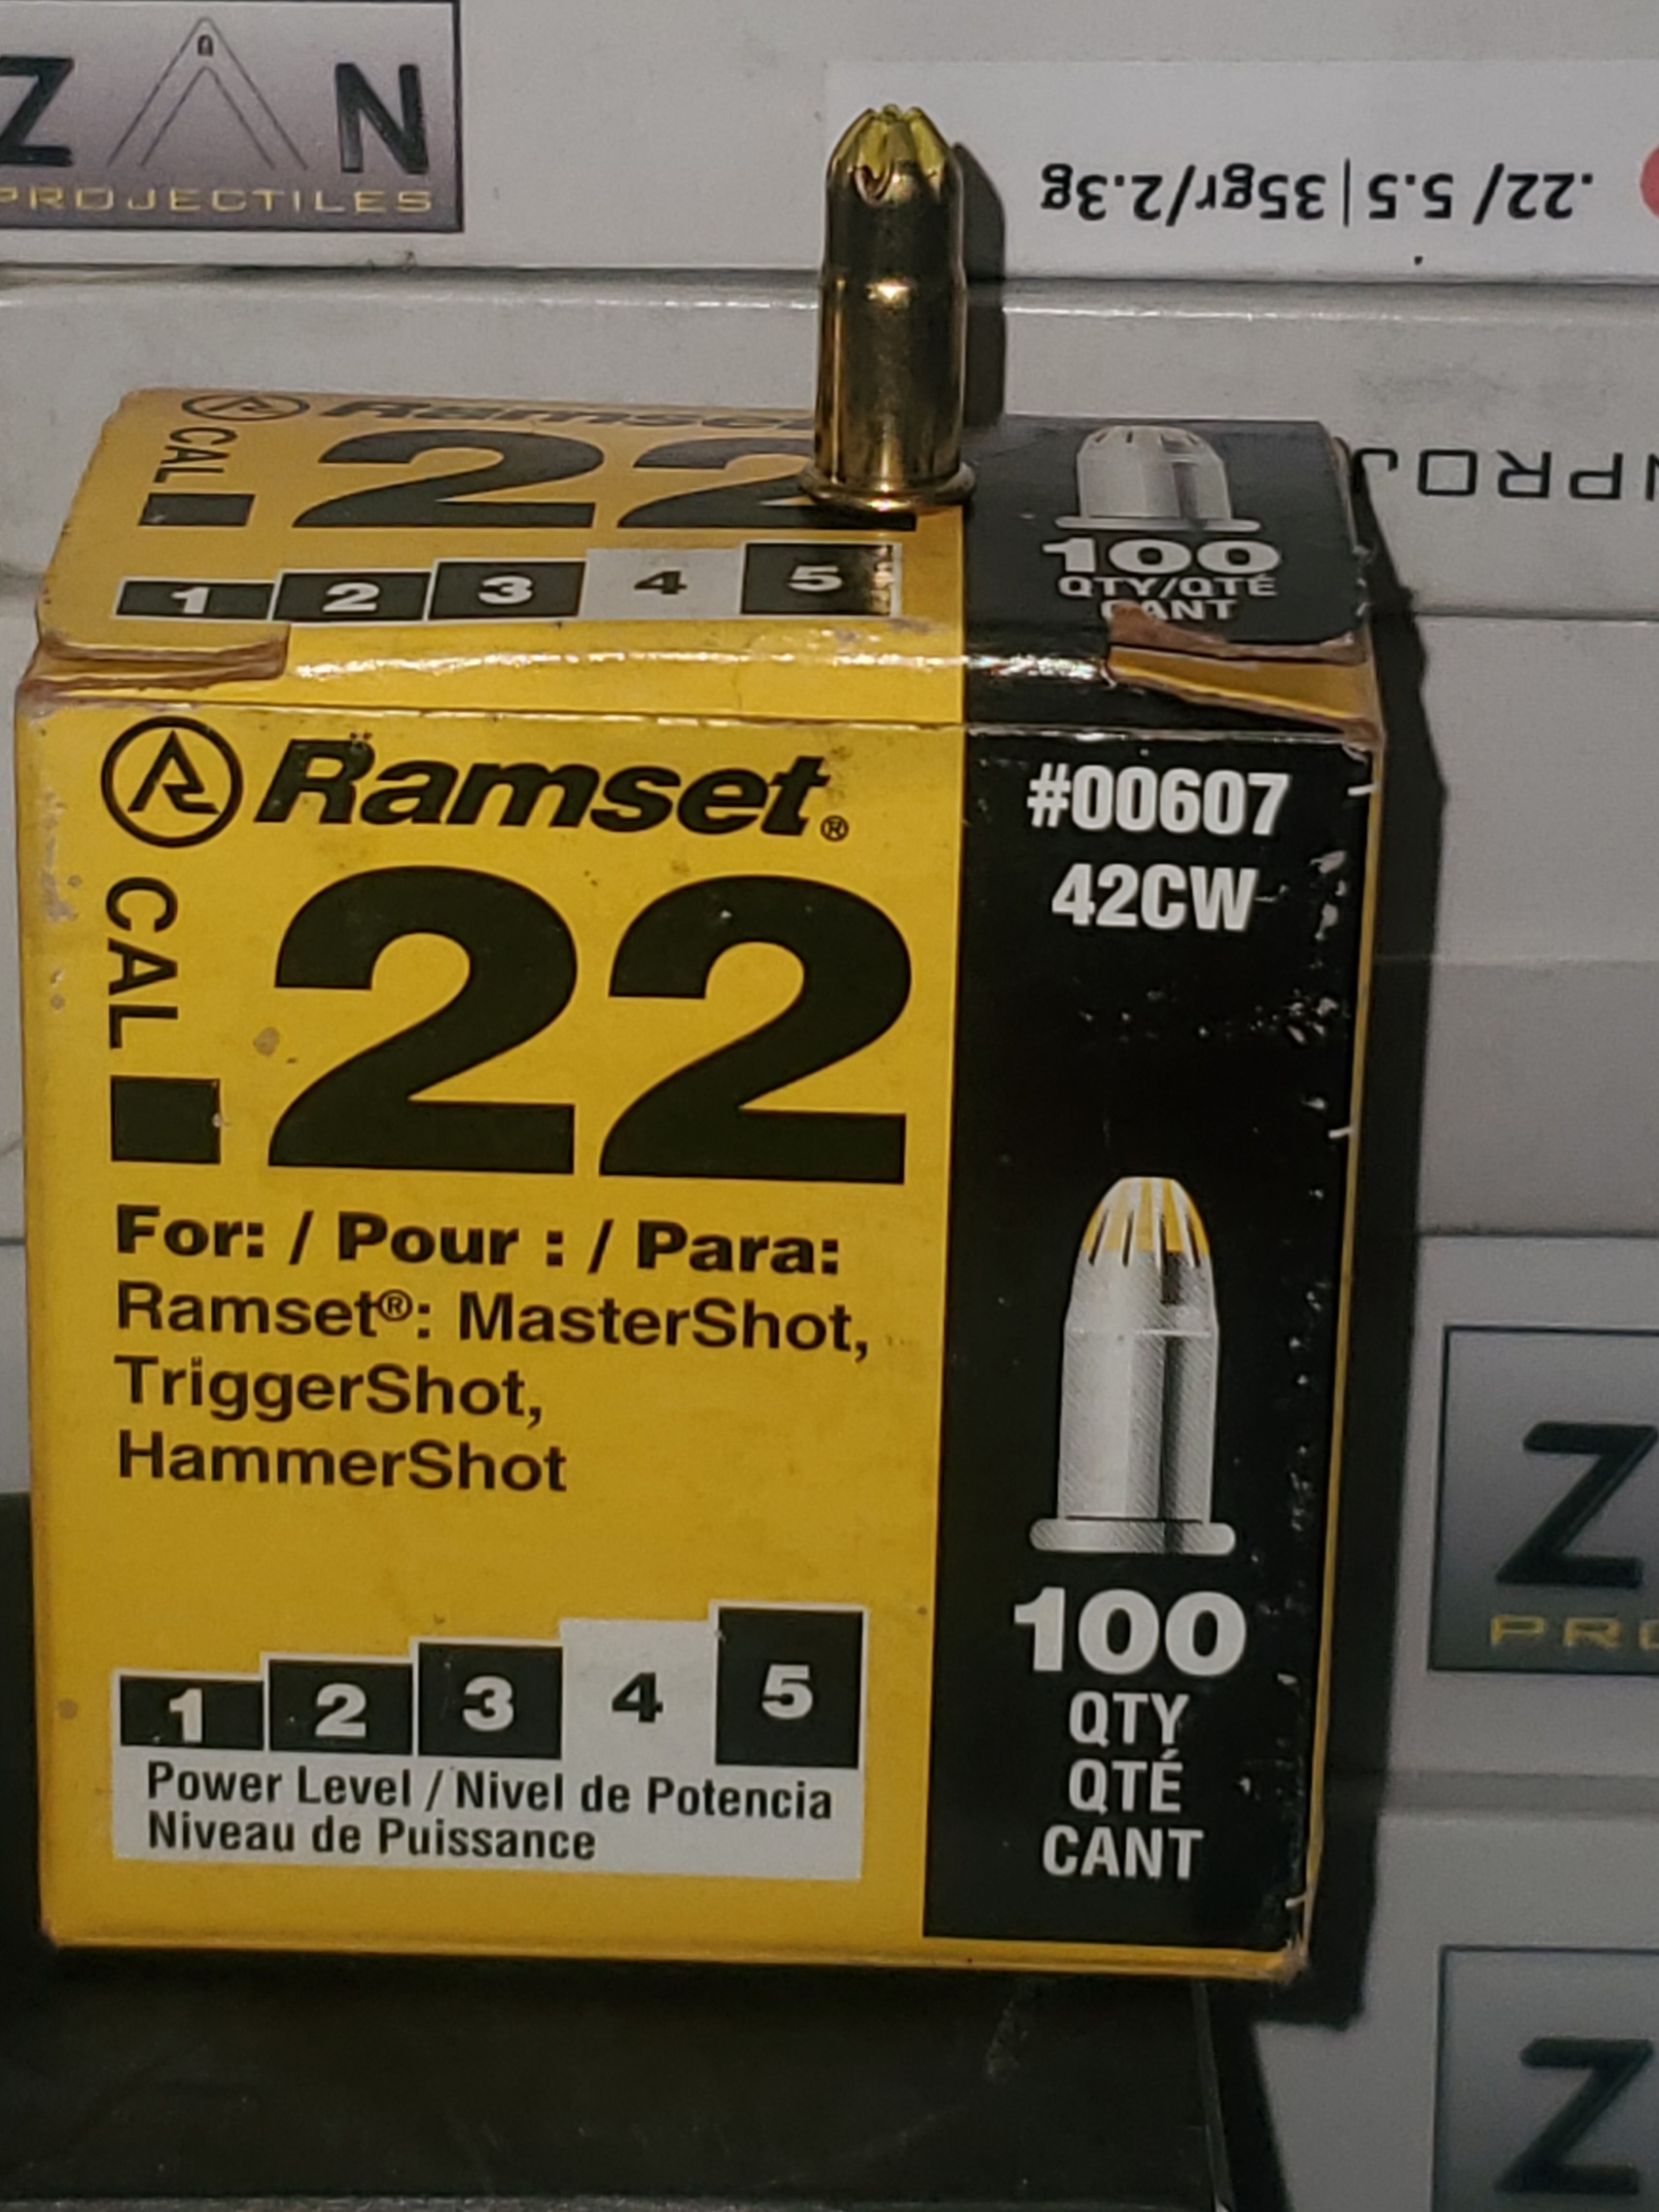 ZAN
PROJECTILES
.22/ 5.5 | 35gr/2.3g
Ramset
CAL .22
1 2 3 4 5
100
QTY/QTÉ
CANT
Ramset®
CAL .22
For: / Pour : / Para:
Ramset®: MasterShot,
TriggerShot,
HammerShot
1 2 3 4 5
Power Level / Nivel de Potencia
Niveau de Puissance
#00607
42CW
100
QTY
QTÉ
CANT
Z
Z